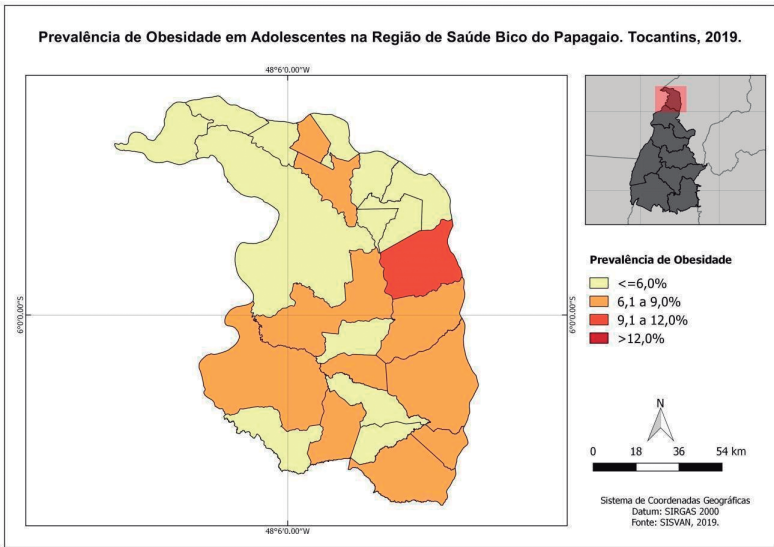 Prevalência de Obesidade em Adolescentes na Região de Saúde Bico do Papagaio. Tocantins, 2019.
48°6'0.00"W
6°0'0.00"S
6°0'0.00"S
48°6'0.00"W
Prevalência de Obesidade
<=6,0%
6,1 a 9,0%
9,1 a 12,0%
>12,0%
N
0 18 36 54 km
Sistema de Coordenadas Geográficas
Datum: SIRGAS 2000
Fonte: SISVAN, 2019.